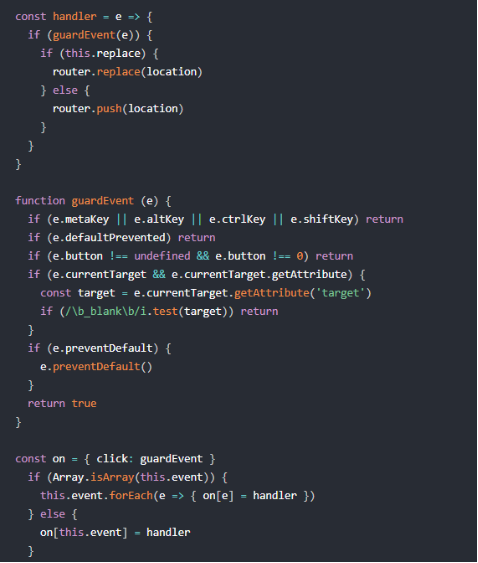 const handler = e => {
  if (guardEvent(e)) {
    if (this.replace) {
      router.replace(location)
    } else {
      router.push(location)
    }
  }
}

function guardEvent (e) {
  if (e.metaKey || e.altKey || e.ctrlKey || e.shiftKey) return
  if (e.defaultPrevented) return
  if (e.button !== undefined && e.button !== 0) return
  if (e.currentTarget && e.currentTarget.getAttribute) {
    const target = e.currentTarget.getAttribute('target')
    if (/\b_blank\b/i.test(target)) return
  }
  if (e.preventDefault) {
    e.preventDefault()
  }
  return true
}

const on = { click: guardEvent }
  if (Array.isArray(this.event)) {
    this.event.forEach(e => { on[e] = handler })
  } else {
    on[this.event] = handler
  }